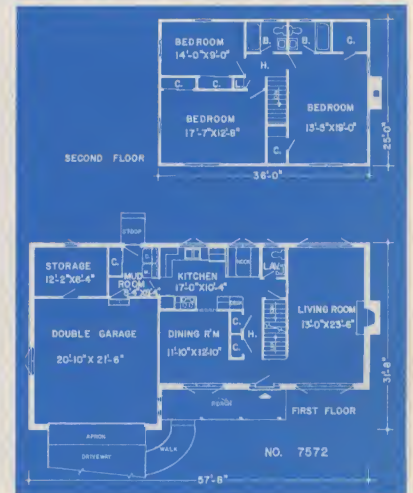 BEDROOM
14'-0"X9'-0"
B.
B.
C.
H.
C.
C.
L.
BEDROOM
17'-7"X12'-8"
BEDROOM
13'-5"X19'-0"
C.
25'-0"
SECOND FLOOR
36'-0"
STOOP
STORAGE
12'-2"X8'-4"
C.
MUD
ROOM
KITCHEN
17'-0"X10'-4"
LAV.
DOUBLE GARAGE
20'-10" X 21'-6"
DINING R'M
11'-10"X12'-10"
C.
H.
C.
LIVING ROOM
13'-0"X23'-6"
31'-8"
PORCH
FIRST FLOOR
APRON
DRIVEWAY
WALK
NO. 7572
57'-8"